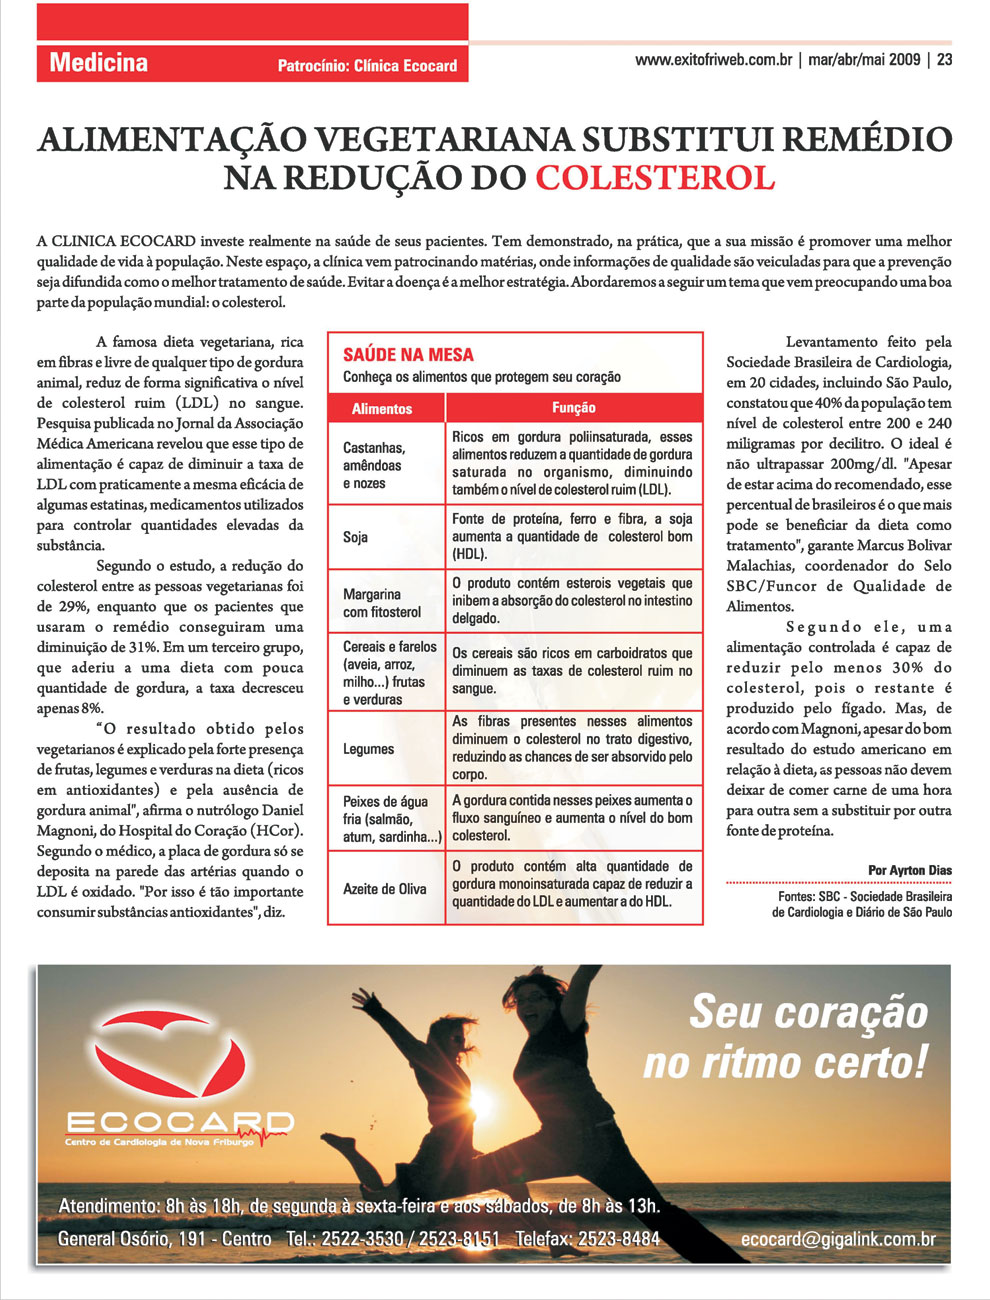 Medicina
Patrocínio: Clínica Ecocard
www.exitofriweb.com.br | mar/abr/mai 2009 | 23
ALIMENTAÇÃO VEGETARIANA SUBSTITUI REMÉDIO
NA REDUÇÃO DO COLESTEROL
A CLINICA ECOCARD investe realmente na saúde de seus pacientes. Tem demonstrado, na prática, que a sua missão é promover uma melhor
qualidade de vida à população. Neste espaço, a clínica vem patrocinando matérias, onde informações de qualidade são veiculadas para que a prevenção
seja difundida como o melhor tratamento de saúde. Evitar a doença é a melhor estratégia. Abordaremos a seguir um tema que vem preocupando uma boa
parte da população mundial: o colesterol.
A famosa dieta vegetariana, rica
em fibras e livre de qualquer tipo de gordura
animal, reduz de forma significativa o nível
de colesterol ruim (LDL) no sangue.
Pesquisa publicada no Jornal da Associação
Médica Americana revelou que esse tipo de
alimentação é capaz de diminuir a taxa de
LDL com praticamente a mesma eficácia de
algumas estatinas, medicamentos utilizados
para controlar quantidades elevadas da
substância.
Segundo o estudo, a redução do
colesterol entre as pessoas vegetarianas foi
de 29%, enquanto que os pacientes que
usaram o remédio conseguiram uma
diminuição de 31%. Em um terceiro grupo,
que aderiu a uma dieta com pouca
quantidade de gordura, a taxa decresceu
apenas 8%.
“O resultado obtido pelos
vegetarianos é explicado pela forte presença
de frutas, legumes e verduras na dieta (ricos
em antioxidantes) e pela ausência de
gordura animal", afirma o nutrólogo Daniel
Magnoni, do Hospital do Coração (HCor).
Segundo o médico, a placa de gordura só se
deposita na parede das artérias quando o
LDL é oxidado. "Por isso é tão importante
consumir substâncias antioxidantes", diz.
SAÚDE NA MESA
Conheça os alimentos que protegem seu coração
Alimentos
Função
Castanhas,
amêndoas
e nozes
Ricos em gordura poliinsaturada, esses
alimentos reduzem a quantidade de gordura
saturada no organismo, diminuindo
também o nível de colesterol ruim (LDL).
Soja
Fonte de proteína, ferro e fibra, a soja
aumenta a quantidade de colesterol bom
(HDL).
Margarina
com fitosterol
O produto contém esterois vegetais que
inibem a absorção do colesterol no intestino
delgado.
Cereais e farelos
(aveia, arroz,
milho...) frutas
e verduras
Os cereais são ricos em carboidratos que
diminuem as taxas de colesterol ruim no
sangue.
Legumes
As fibras presentes nesses alimentos
diminuem o colesterol no trato digestivo,
reduzindo as chances de ser absorvido pelo
corpo.
Peixes de água
fria (salmão,
atum, sardinha...)
A gordura contida nesses peixes aumenta o
fluxo sanguíneo e aumenta o nível do bom
colesterol.
Azeite de Oliva
O produto contém alta quantidade de
gordura monoinsaturada capaz de reduzir a
quantidade do LDL e aumentar a do HDL.
Levantamento feito pela
Sociedade Brasileira de Cardiologia,
em 20 cidades, incluindo São Paulo,
constatou que 40% da população tem
nível de colesterol entre 200 e 240
miligramas por decilitro. O ideal é
não ultrapassar 200mg/dl. "Apesar
de estar acima do recomendado, esse
percentual de brasileiros é o que mais
pode se beneficiar da dieta como
tratamento", garante Marcus Bolivar
Malachias, coordenador do Selo
SBC/Funcor de Qualidade de
Alimentos.
Segundo ele, uma
alimentação controlada é capaz de
reduzir pelo menos 30% do
colesterol, pois o restante é
produzido pelo fígado. Mas, de
acordo com Magnoni, apesar do bom
resultado do estudo americano em
relação à dieta, as pessoas não devem
deixar de comer carne de uma hora
para outra sem a substituir por outra
fonte de proteína.
Por Ayrton Dias
Fontes: SBC - Sociedade Brasileira
de Cardiologia e Diário de São Paulo
Seu coração
no ritmo certo!
ECOCARD
Centro de Cardiologia de Nova Friburgo
Atendimento: 8h às 18h, de segunda à sexta-feira e aos sábados, de 8h às 13h.
General Osório, 191 - Centro Tel.: 2522-3530 / 2523-8151 Telefax: 2523-8484
ecocard@gigalink.com.br